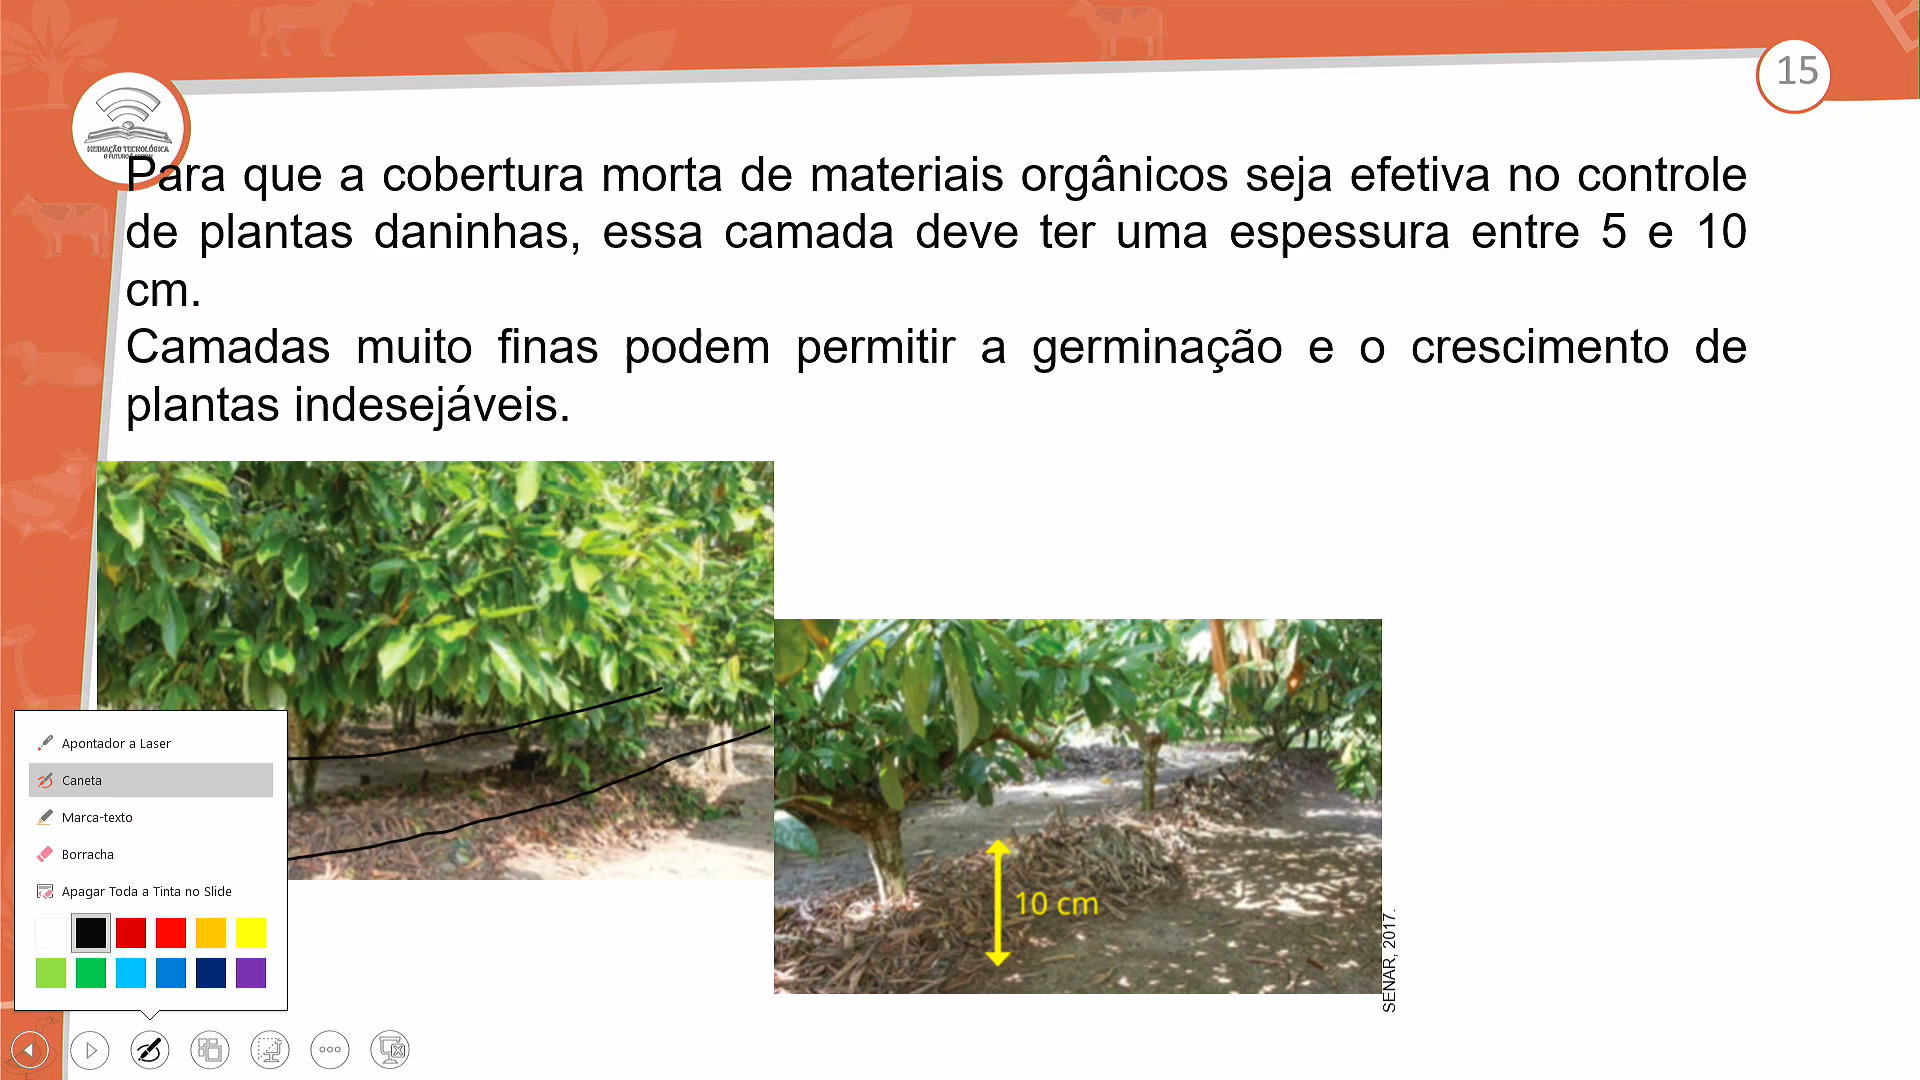 15
MEDIAÇÃO TECNOLÓGICA
Para que a cobertura morta de materiais orgânicos seja efetiva no controle
de plantas daninhas, essa camada deve ter uma espessura entre 5 e 10
cm.
Camadas muito finas podem permitir a germinação e o crescimento de
plantas indesejáveis.
Apontador a Laser
Caneta
Marca-texto
Borracha
Apagar Toda a Tinta no Slide
10 cm
SENAR, 2017.